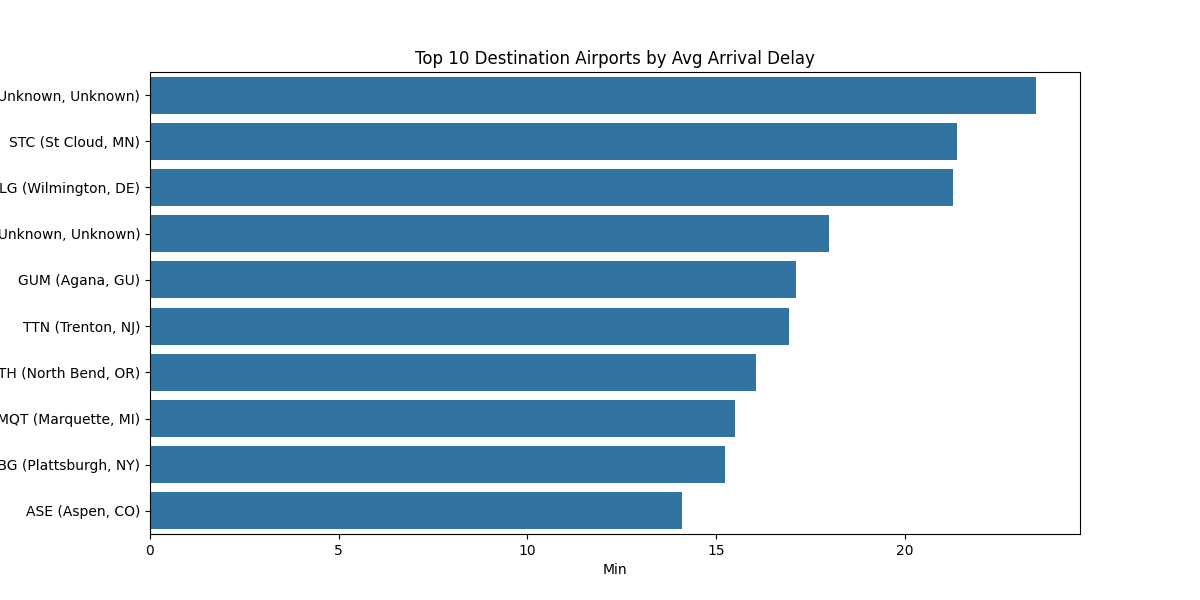 Top 10 Destination Airports by Avg Arrival Delay
Unknown, Unknown)
STC (St Cloud, MN)
LG (Wilmington, DE)
Unknown, Unknown)
GUM (Agana, GU)
TTN (Trenton, NJ)
TH (North Bend, OR)
MQT (Marquette, MI)
BG (Plattsburgh, NY)
ASE (Aspen, CO)
0 5 10 15 20
Min